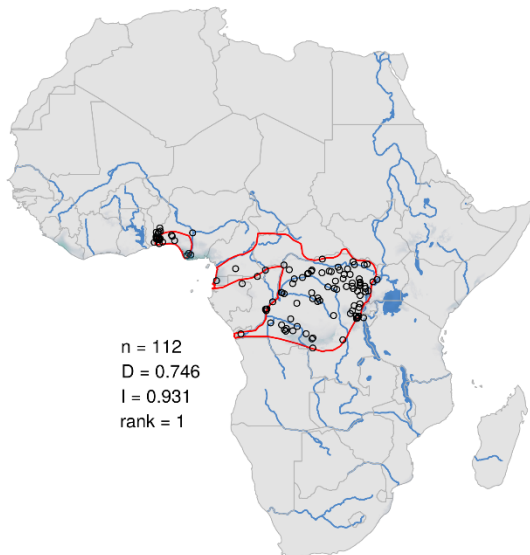 n = 112
D = 0.746
I = 0.931
rank = 1